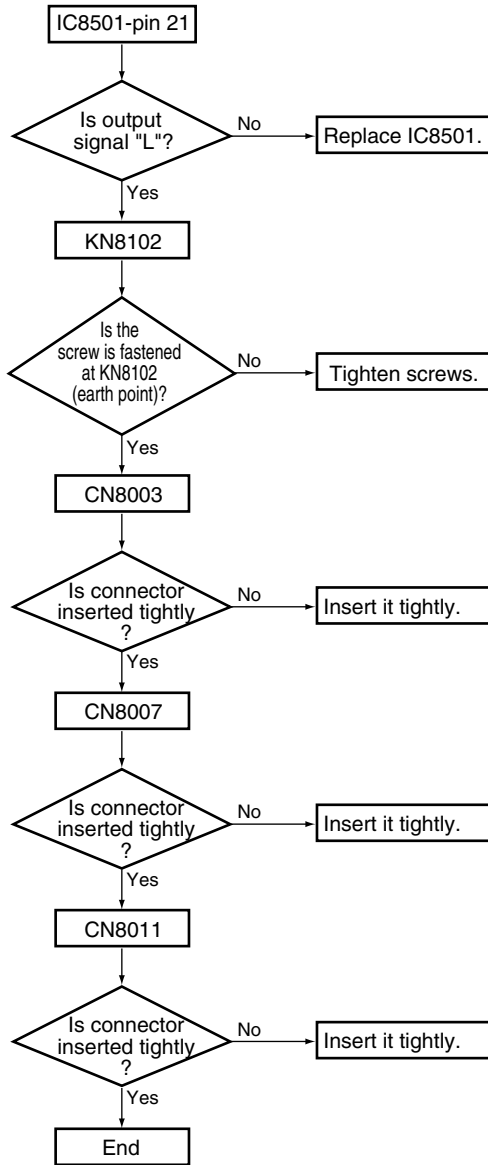 IC8501-pin 21
Is output
signal "L"?
No
Replace IC8501.
Yes
KN8102
Is the
screw is fastened
at KN8102
(earth point)?
No
Tighten screws.
Yes
CN8003
Is connector
inserted tightly
?
No
Insert it tightly.
Yes
CN8007
Is connector
inserted tightly
?
No
Insert it tightly.
Yes
CN8011
Is connector
inserted tightly
?
No
Insert it tightly.
Yes
End